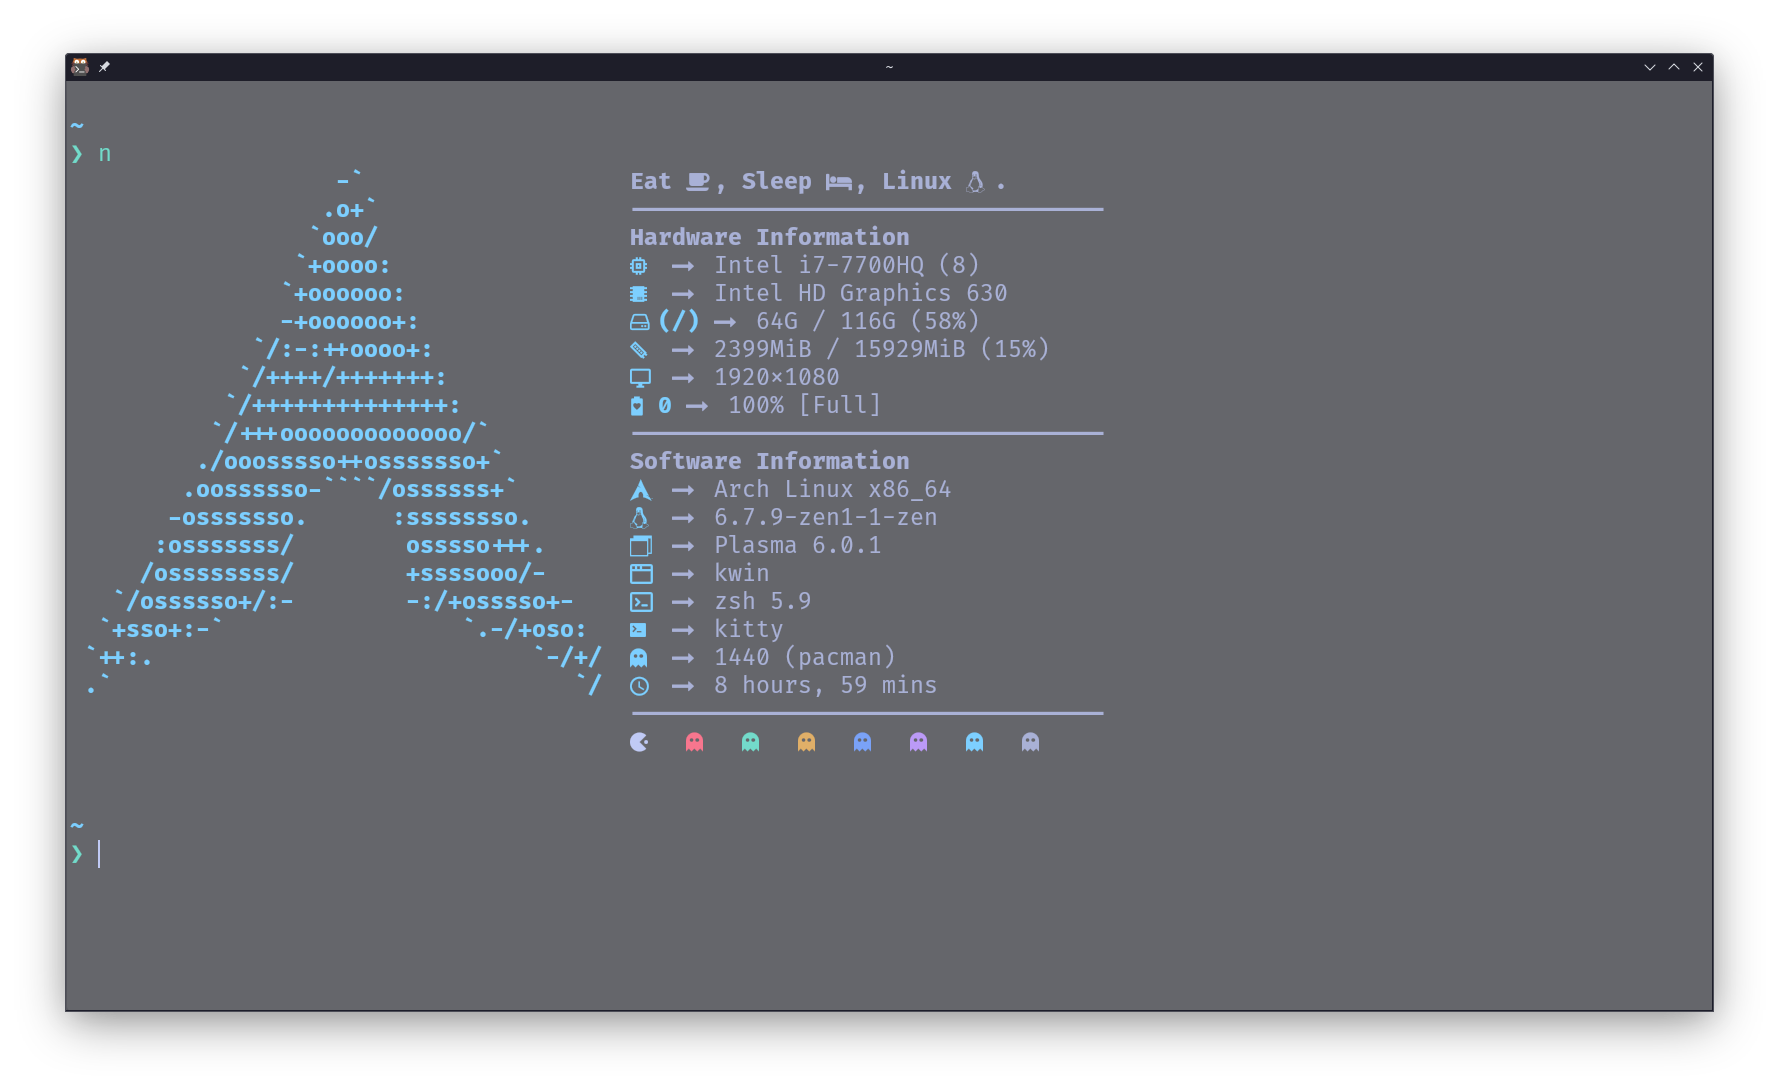 ~
~
❯ n
-`
.o+`
`ooo/
`+oooo:
`+oooooo:
-+oooooo+:
`/:-:++oooo+:
`/++++/+++++++:
`/++++++++++++++:
`/+++ooooooooooooo/`
./ooosssso++osssssso+`
.oossssso-````/ossssss+`
-osssssso. :ssssssso.
:osssssss/ osssso+++.
/ossssssss/ +ssssooo/-
`/ossssso+/:- -:/+osssso+-
`+sso+:-` `.-/+oso:
`++:. `-/+/
.` `/
Eat , Sleep , Linux .
Hardware Information
→ Intel i7-7700HQ (8)
→ Intel HD Graphics 630
(/) → 64G / 116G (58%)
→ 2399MiB / 15929MiB (15%)
→ 1920×1080
0 → 100% [Full]
Software Information
→ Arch Linux x86_64
→ 6.7.9-zen1-1-zen
→ Plasma 6.0.1
→ kwin
→ zsh 5.9
→ kitty
→ 1440 (pacman)
→ 8 hours, 59 mins
~
❯